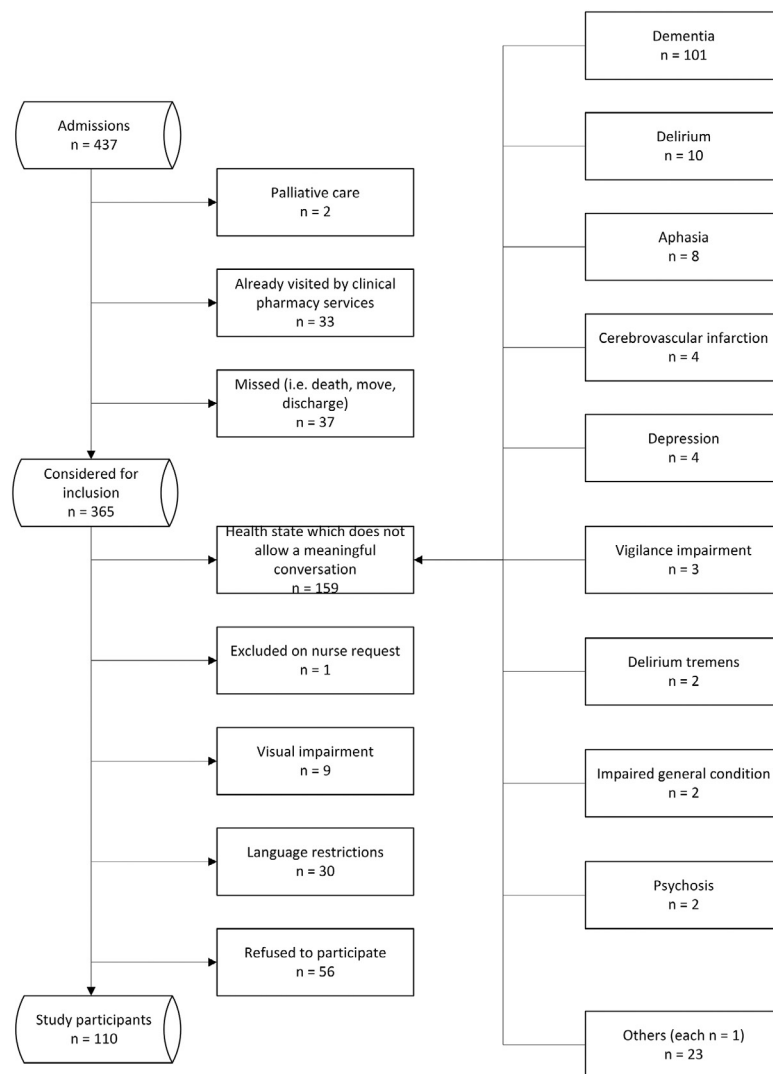 Admissions
n = 437
Palliative care
n = 2
Already visited by clinical
pharmacy services
n = 33
Missed (i.e. death, move,
discharge)
n = 37
Considered for
inclusion
n = 365
Health state which does not
allow a meaningful
conversation
n = 159
Excluded on nurse request
n = 1
Visual impairment
n = 9
Language restrictions
n = 30
Refused to participate
n = 56
Study participants
n = 110
Dementia
n = 101
Delirium
n = 10
Aphasia
n = 8
Cerebrovascular infarction
n = 4
Depression
n = 4
Vigilance impairment
n = 3
Delirium tremens
n = 2
Impaired general condition
n = 2
Psychosis
n = 2
Others (each n = 1)
n = 23